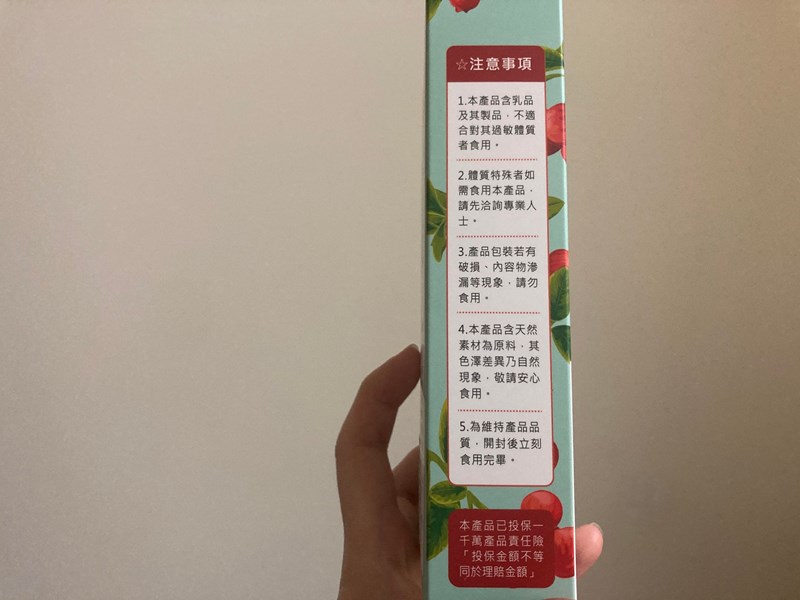 ☆注意事項
1.本產品含乳品
及其製品，不適
合對其過敏體質
者食用。
2.體質特殊者如
需食用本產品，
請先洽詢專業人
士。
3.產品包裝若有
破損、內容物滲
漏等現象，請勿
食用。
4.本產品含天然
素材為原料，其
色澤差異乃自然
現象，敬請安心
食用。
5.為維持產品品
質，開封後立刻
食用完畢。
本產品已投保一
千萬產品責任險
「投保金額不等
同於理賠金額」